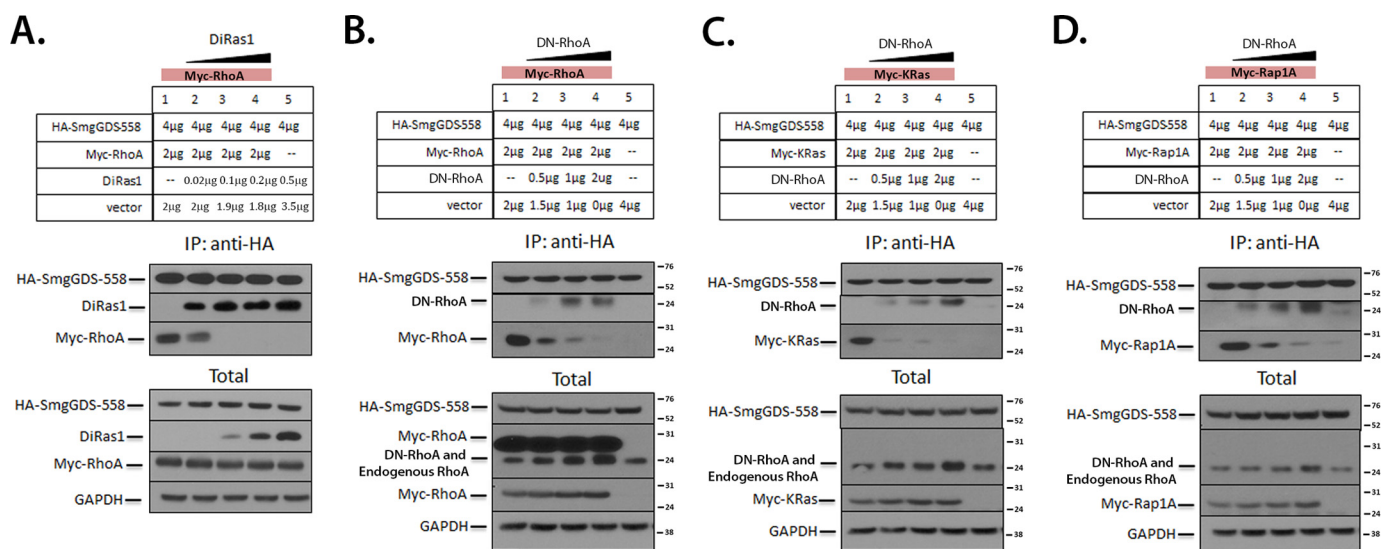 A.
DiRas1
Myc-RhoA
1 2 3 4 5
HA-SmgGDS-558 4µg 4µg 4µg 4µg 4µg
Myc-RhoA 2µg 2µg 2µg 2µg --
DiRas1 -- 0.02µg 0.1µg 0.2µg 0.5µg
vector 2µg 2µg 1.9µg 1.8µg 3.5µg
IP: anti-HA
HA-SmgGDS-558
DiRas1
Myc-RhoA
Total
HA-SmgGDS-558
DiRas1
Myc-RhoA
GAPDH
B.
DN-RhoA
Myc-RhoA
1 2 3 4 5
HA-SmgGDS-558 4µg 4µg 4µg 4µg 4µg
Myc-RhoA 2µg 2µg 2µg 2µg --
DN-RhoA -- 0.5µg 1µg 2ug --
vector 2µg 1.5µg 1µg 0µg 4µg
IP: anti-HA
HA-SmgGDS-558 76
52
DN-RhoA 24
Myc-RhoA 31
24
Total
HA-SmgGDS-558 76
52
Myc-RhoA 31
DN-RhoA and 24
Endogenous RhoA
Myc-RhoA 31
24
GAPDH 38
C.
DN-RhoA
Myc-KRas
1 2 3 4 5
HA-SmgGDS-558 4µg 4µg 4µg 4µg 4µg
Myc-KRas 2µg 2µg 2µg 2µg --
DN-RhoA -- 0.5µg 1µg 2µg --
vector 2µg 1.5µg 1µg 0µg 4µg
IP: anti-HA
HA-SmgGDS-558 76
52
DN-RhoA 24
Myc-KRas 31
24
Total
HA-SmgGDS-558 76
52
31
DN-RhoA and 24
Endogenous RhoA
Myc-KRas 31
24
GAPDH 38
D.
DN-RhoA
Myc-Rap1A
1 2 3 4 5
HA-SmgGDS-558 4µg 4µg 4µg 4µg 4µg
Myc-Rap1A 2µg 2µg 2µg 2µg --
DN-RhoA -- 0.5µg 1µg 2µg --
vector 2µg 1.5µg 1µg 0µg 4µg
IP: anti-HA
HA-SmgGDS-558 76
52
DN-RhoA 24
Myc-Rap1A 31
24
Total
HA-SmgGDS-558 76
52
31
DN-RhoA and 24
Endogenous RhoA
Myc-Rap1A 31
24
GAPDH 38